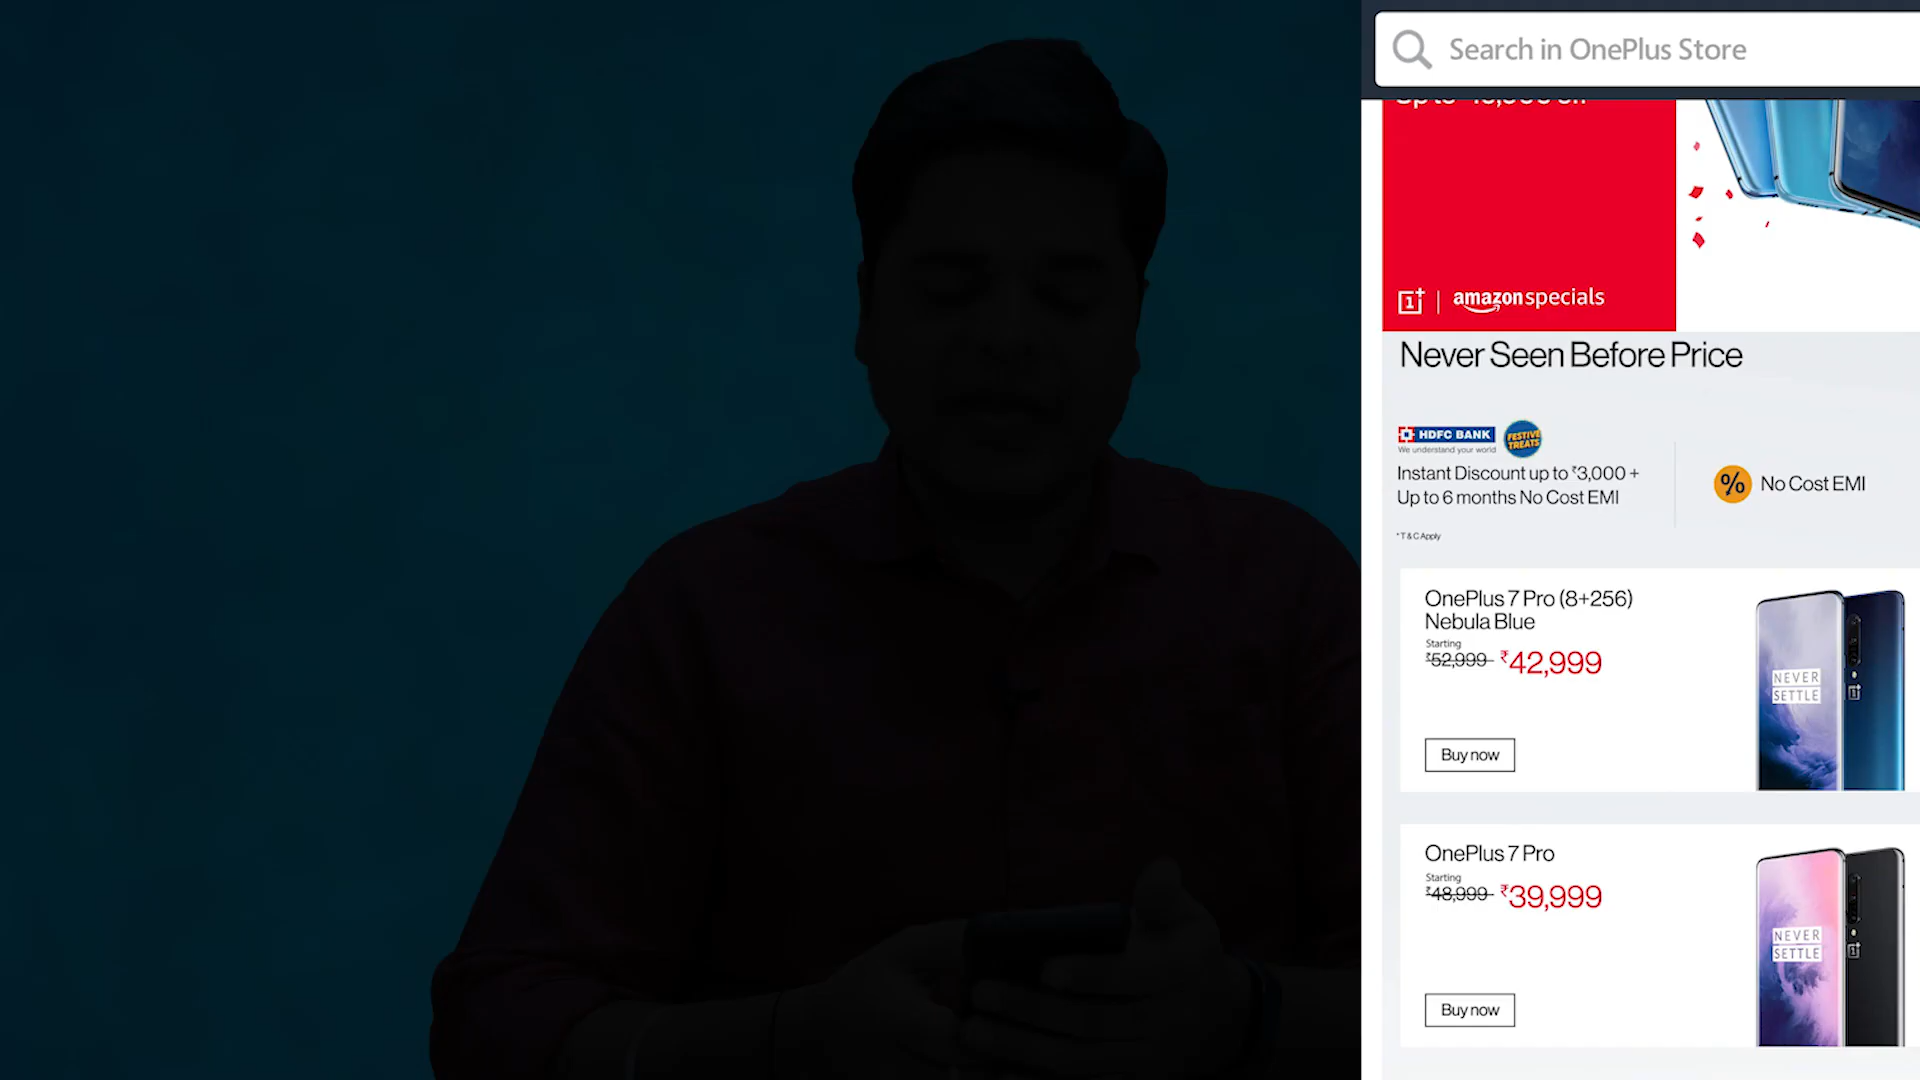 Search in OnePlus Store
1+ | amazonspecials
Never Seen Before Price
HDFC BANK
We understand your world
FESTIVE
TREATS
Instant Discount up to ₹3,000 +
Up to 6 months No Cost EMI
% No Cost EMI
*T & C Apply
OnePlus 7 Pro (8+256)
Nebula Blue
Starting
₹52,999 ₹42,999
NEVER
SETTLE
Buy now
OnePlus 7 Pro
Starting
₹48,999 ₹39,999
NEVER
SETTLE
Buy now